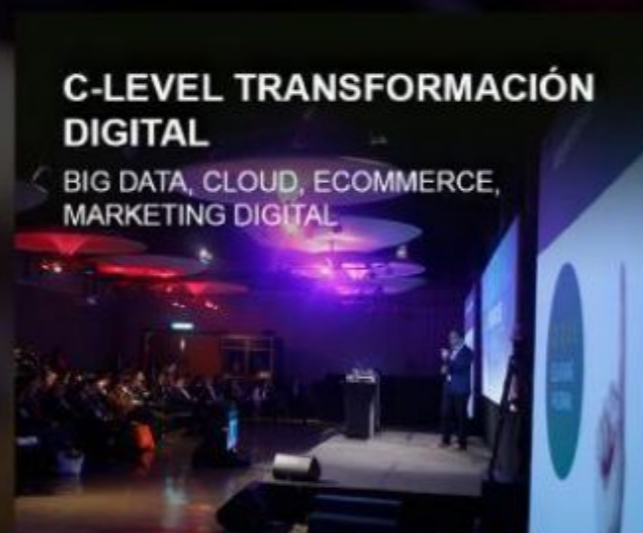 C-LEVEL TRANSFORMACIÓN
DIGITAL
BIG DATA, CLOUD, ECOMMERCE,
MARKETING DIGITAL